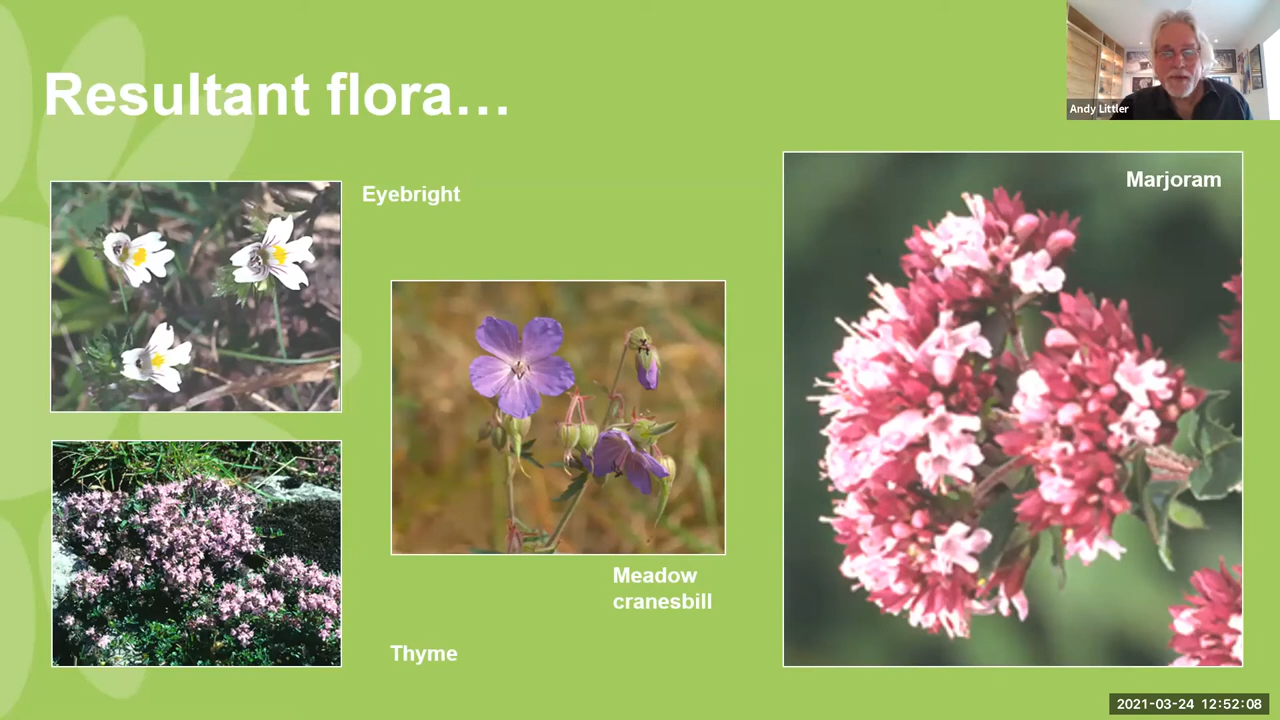 Resultant flora…
Andy Littler
Eyebright
Marjoram
Meadow
cranesbill
Thyme
2021-03-24 12:52:08